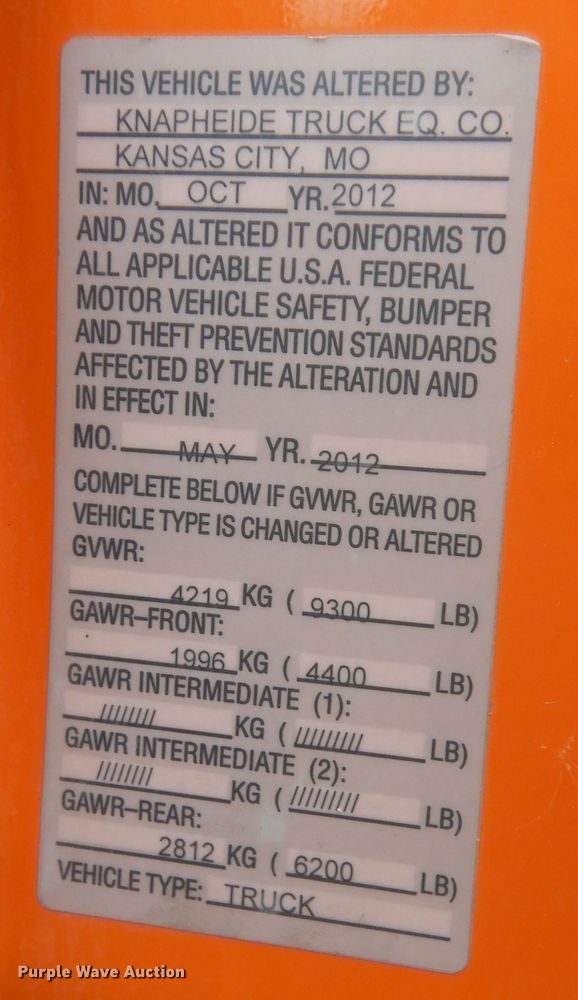 THIS VEHICLE WAS ALTERED BY:
KNAPHEIDE TRUCK EQ. CO.
KANSAS CITY, MO
IN: MO. OCT YR. 2012
AND AS ALTERED IT CONFORMS TO
ALL APPLICABLE U.S.A. FEDERAL
MOTOR VEHICLE SAFETY, BUMPER
AND THEFT PREVENTION STANDARDS
AFFECTED BY THE ALTERATION AND
IN EFFECT IN:
MO. MAY YR. 2012
COMPLETE BELOW IF GVWR, GAWR OR
VEHICLE TYPE IS CHANGED OR ALTERED
GVWR:
4219 KG ( 9300 LB)
GAWR–FRONT:
1996 KG ( 4400 LB)
GAWR INTERMEDIATE (1):
//////// KG ( ///////// LB)
GAWR INTERMEDIATE (2):
//////// KG ( ///////// LB)
GAWR–REAR:
2812 KG ( 6200 LB)
VEHICLE TYPE: TRUCK
Purple Wave Auction